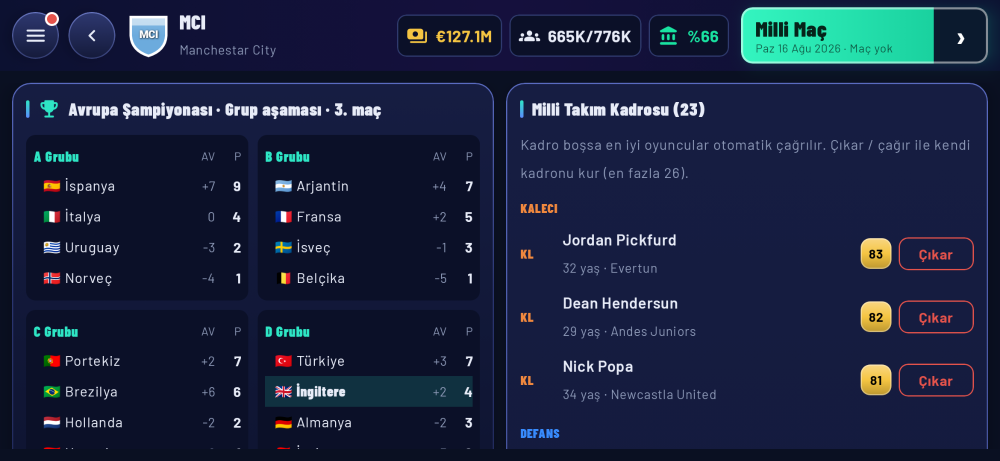 MCI
MCI
Manchestar City
€127.1M
665K/776K
%66
Milli Maç
Paz 16 Ağu 2026 · Maç yok
Avrupa Şampiyonası · Grup aşaması · 3. maç
A Grubu AV P
İspanya +7 9
İtalya 0 4
Uruguay -3 2
Norveç -4 1
B Grubu AV P
Arjantin +4 7
Fransa +2 5
İsveç -1 3
Belçika -5 1
C Grubu AV P
Portekiz +2 7
Brezilya +6 6
Hollanda -2 2
D Grubu AV P
Türkiye +3 7
İngiltere +2 4
Almanya -2 3
Milli Takım Kadrosu (23)
Kadro boşsa en iyi oyuncular otomatik çağrılır. Çıkar / çağır ile kendi
kadronu kur (en fazla 26).
KALECI
KL Jordan Pickfurd 83 Çıkar
32 yaş · Evertun
KL Dean Hendersun 82 Çıkar
29 yaş · Andes Juniors
KL Nick Popa 81 Çıkar
34 yaş · Newcastla United
DEFANS